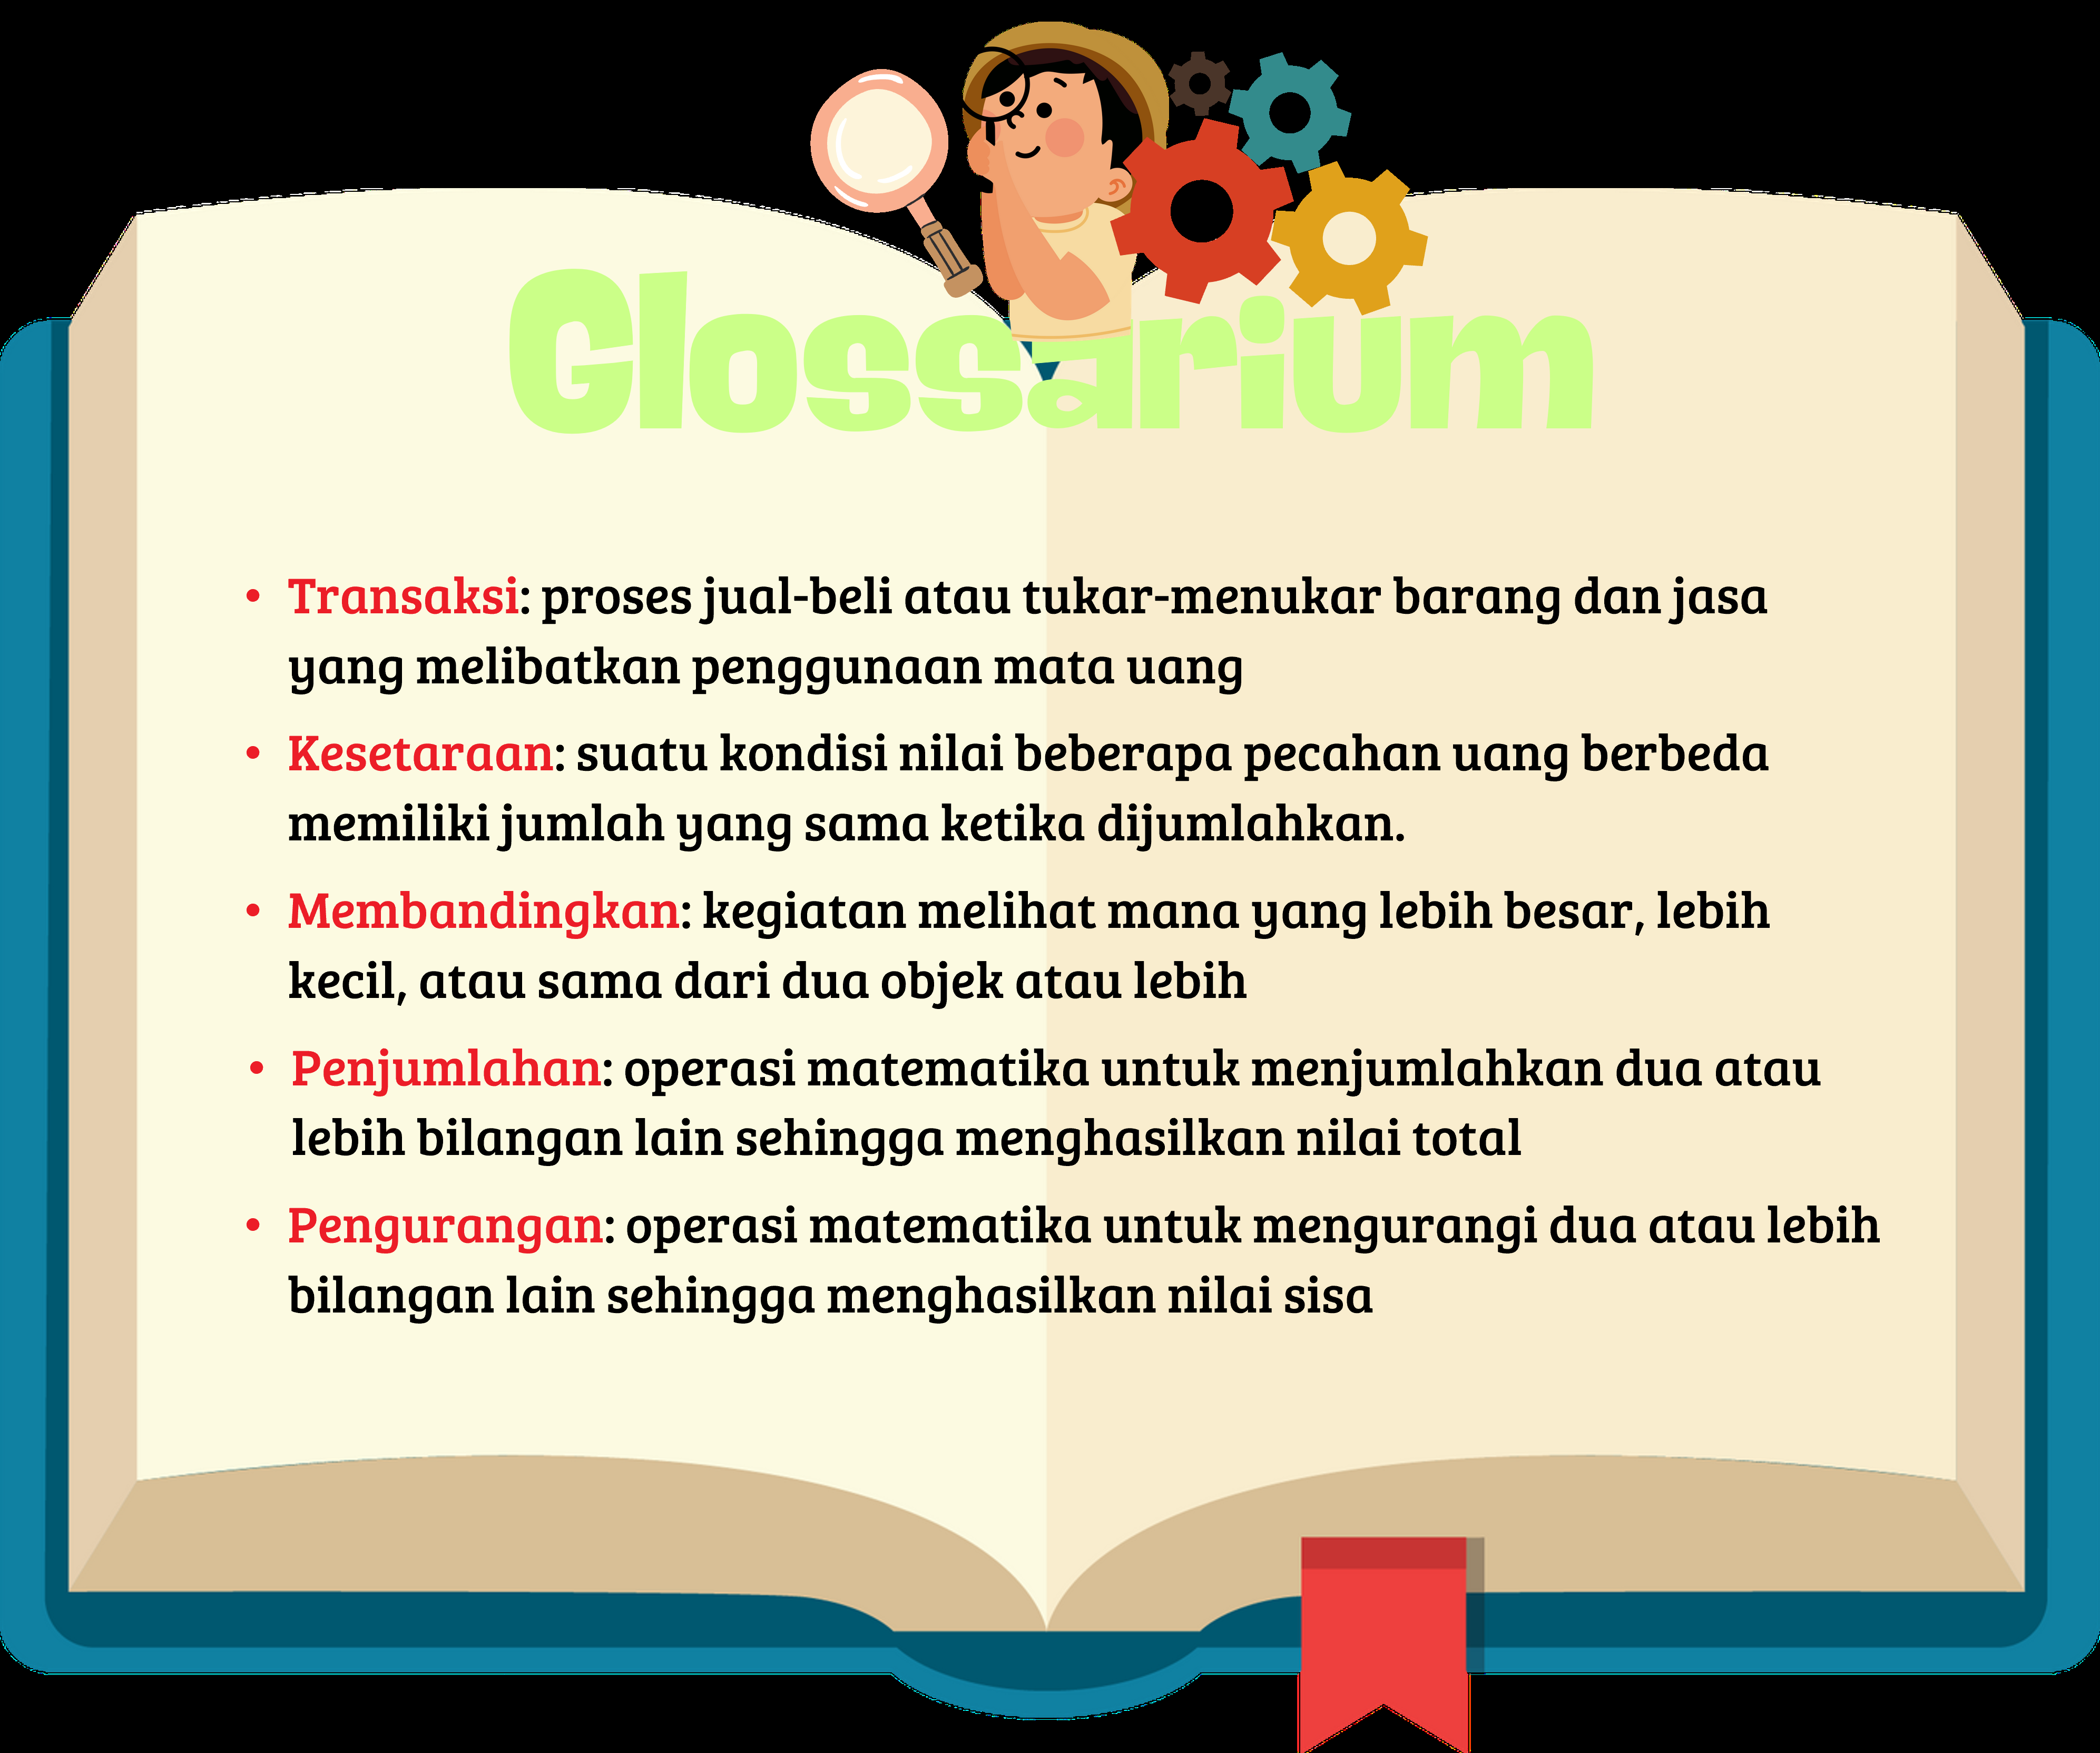 Glossarium
• Transaksi: proses jual-beli atau tukar-menukar barang dan jasa
yang melibatkan penggunaan mata uang
• Kesetaraan: suatu kondisi nilai beberapa pecahan uang berbeda
memiliki jumlah yang sama ketika dijumlahkan.
• Membandingkan: kegiatan melihat mana yang lebih besar, lebih
kecil, atau sama dari dua objek atau lebih
• Penjumlahan: operasi matematika untuk menjumlahkan dua atau
lebih bilangan lain sehingga menghasilkan nilai total
• Pengurangan: operasi matematika untuk mengurangi dua atau lebih
bilangan lain sehingga menghasilkan nilai sisa